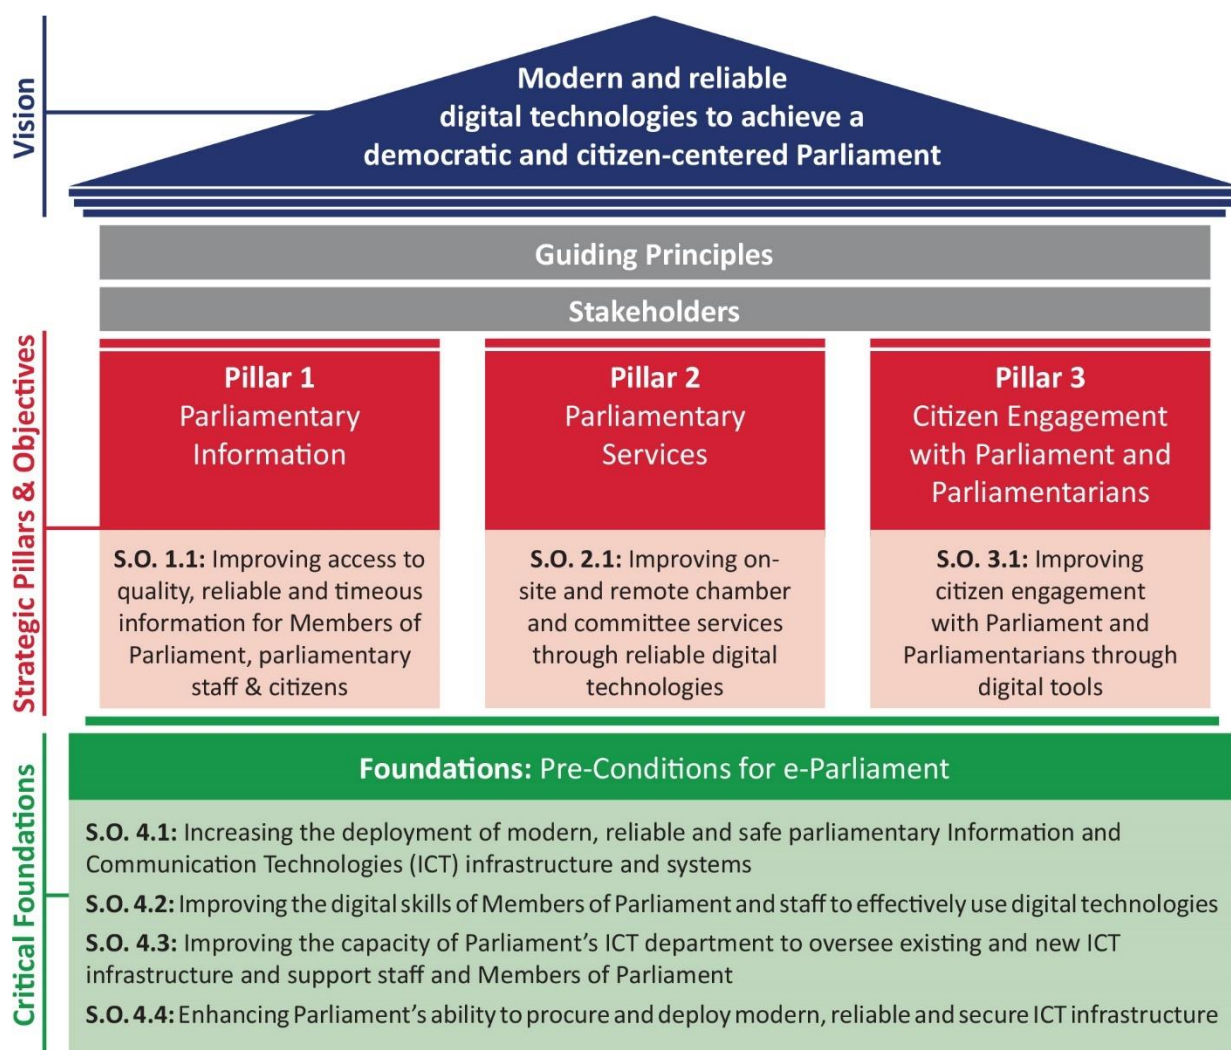 Vision
Modern and reliable
digital technologies to achieve a
democratic and citizen-centered Parliament
Guiding Principles
Stakeholders
Strategic Pillars & Objectives
Pillar 1
Parliamentary
Information
S.O. 1.1: Improving access to
quality, reliable and timeous
information for Members of
Parliament, parliamentary
staff & citizens
Pillar 2
Parliamentary
Services
S.O. 2.1: Improving on-
site and remote chamber
and committee services
through reliable digital
technologies
Pillar 3
Citizen Engagement
with Parliament and
Parliamentarians
S.O. 3.1: Improving
citizen engagement
with Parliament and
Parliamentarians through
digital tools
Critical Foundations
Foundations: Pre-Conditions for e-Parliament
S.O. 4.1: Increasing the deployment of modern, reliable and safe parliamentary Information and
Communication Technologies (ICT) infrastructure and systems
S.O. 4.2: Improving the digital skills of Members of Parliament and staff to effectively use digital technologies
S.O. 4.3: Improving the capacity of Parliament's ICT department to oversee existing and new ICT
infrastructure and support staff and Members of Parliament
S.O. 4.4: Enhancing Parliament's ability to procure and deploy modern, reliable and secure ICT infrastructure